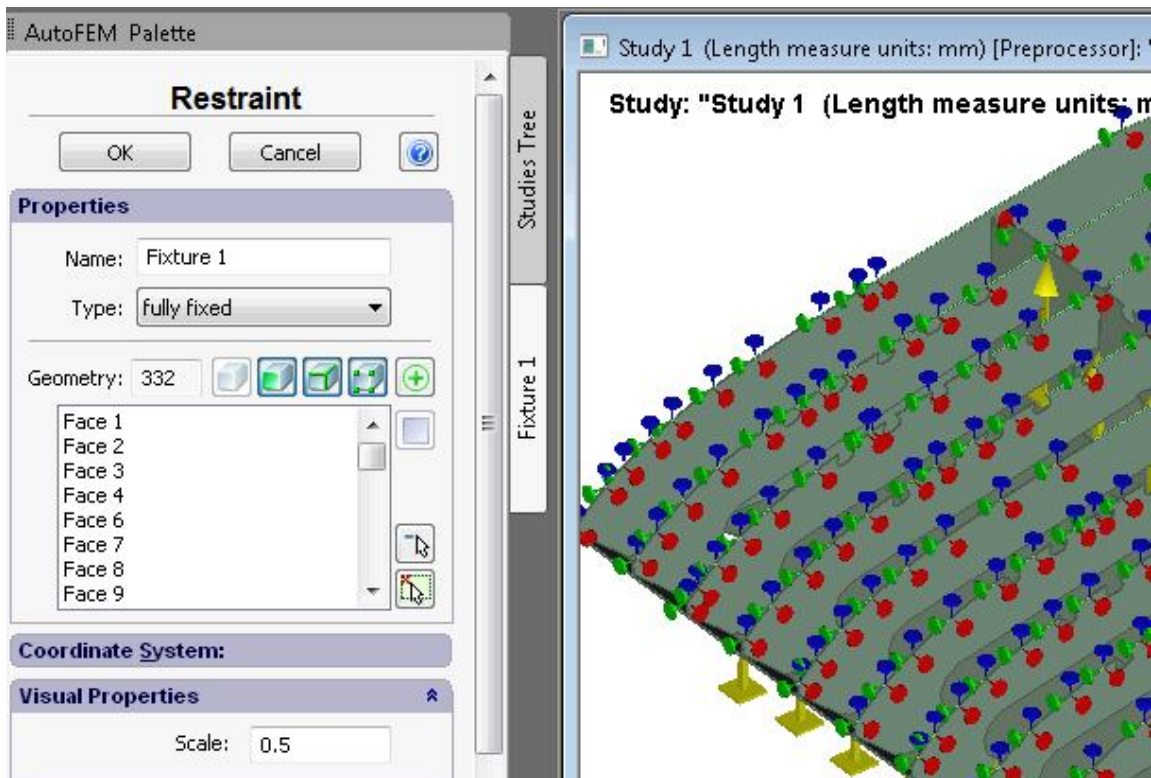 AutoFEM Palette
Restraint
OK
Cancel
Properties
Name: Fixture 1
Type: fully fixed
Geometry: 332
Face 1
Face 2
Face 3
Face 4
Face 6
Face 7
Face 8
Face 9
Coordinate System:
Visual Properties
Scale: 0.5
Studies Tree
Fixture 1
Study 1 (Length measure units: mm) [Preprocessor]: "
Study: "Study 1 (Length measure units: m